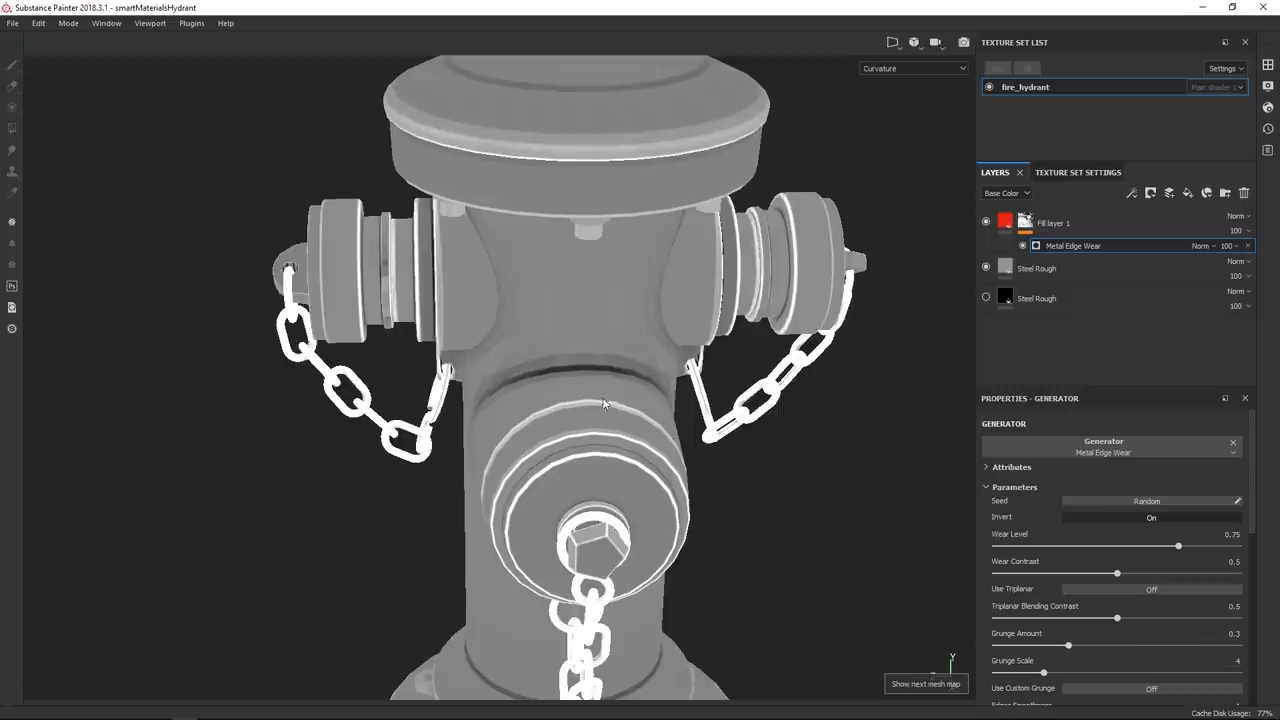 Substance Painter 2018.3.1 - smartMaterialsHydrant
File Edit Mode Window Viewport Plugins Help
Curvature
TEXTURE SET LIST
Settings
fire_hydrant Main shader 1
LAYERS TEXTURE SET SETTINGS
Base Color
Fill layer 1 Norm
100
Metal Edge Wear Norm 100
Steel Rough Norm
100
Steel Rough Norm
100
PROPERTIES - GENERATOR
GENERATOR
Generator
Metal Edge Wear
Attributes
Parameters
Seed Random
Invert On
Wear Level 0.75
Wear Contrast 0.5
Use Triplanar Off
Triplanar Blending Contrast 0.5
Grunge Amount 0.3
Grunge Scale 4
Use Custom Grunge Off
Ps
Y
Show next mesh map
Cache Disk Usage: 77%